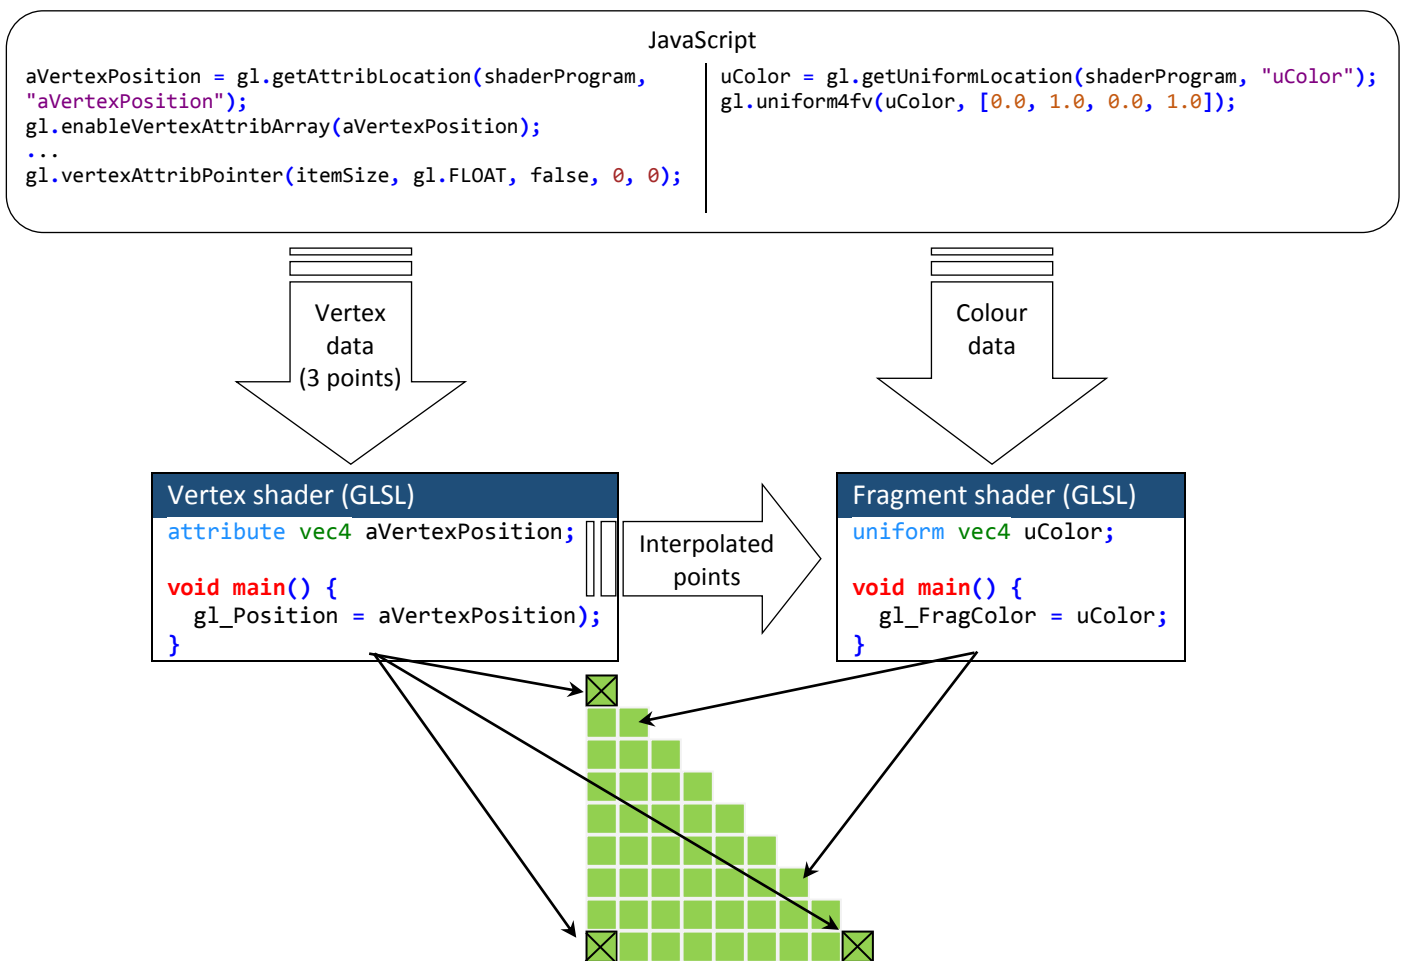 JavaScript
aVertexPosition = gl.getAttribLocation(shaderProgram,
"aVertexPosition");
gl.enableVertexAttribArray(aVertexPosition);
...
gl.vertexAttribPointer(itemSize, gl.FLOAT, false, 0, 0);
uColor = gl.getUniformLocation(shaderProgram, "uColor");
gl.uniform4fv(uColor, [0.0, 1.0, 0.0, 1.0]);
Vertex
data
(3 points)
Colour
data
Vertex shader (GLSL)
attribute vec4 aVertexPosition;
void main() {
gl_Position = aVertexPosition);
}
Interpolated
points
Fragment shader (GLSL)
uniform vec4 uColor;
void main() {
gl_FragColor = uColor;
}